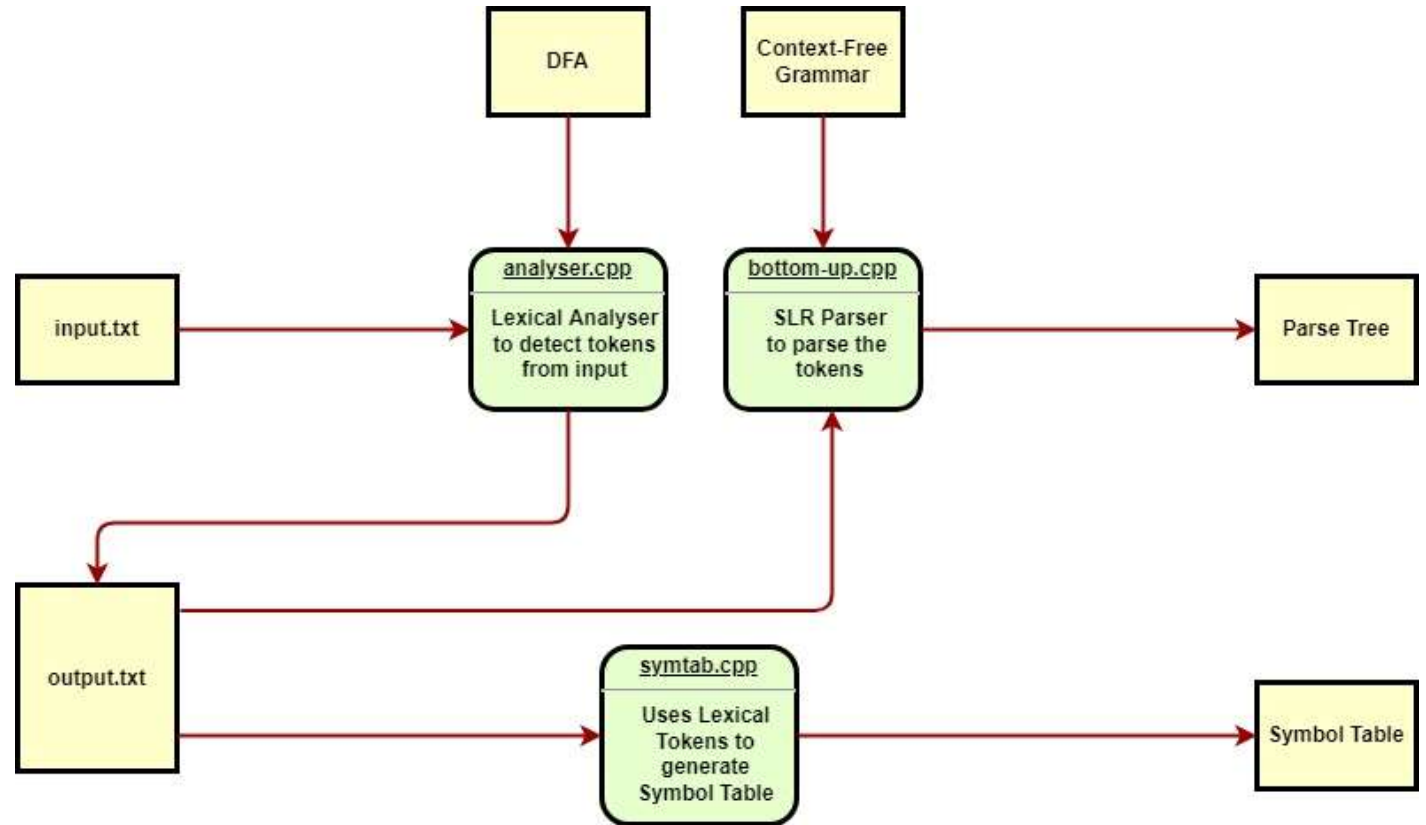 DFA
Context-Free
Grammar
input.txt
analyser.cpp
Lexical Analyser
to detect tokens
from input
bottom-up.cpp
SLR Parser
to parse the
tokens
Parse Tree
output.txt
symtab.cpp
Uses Lexical
Tokens to
generate
Symbol Table
Symbol Table